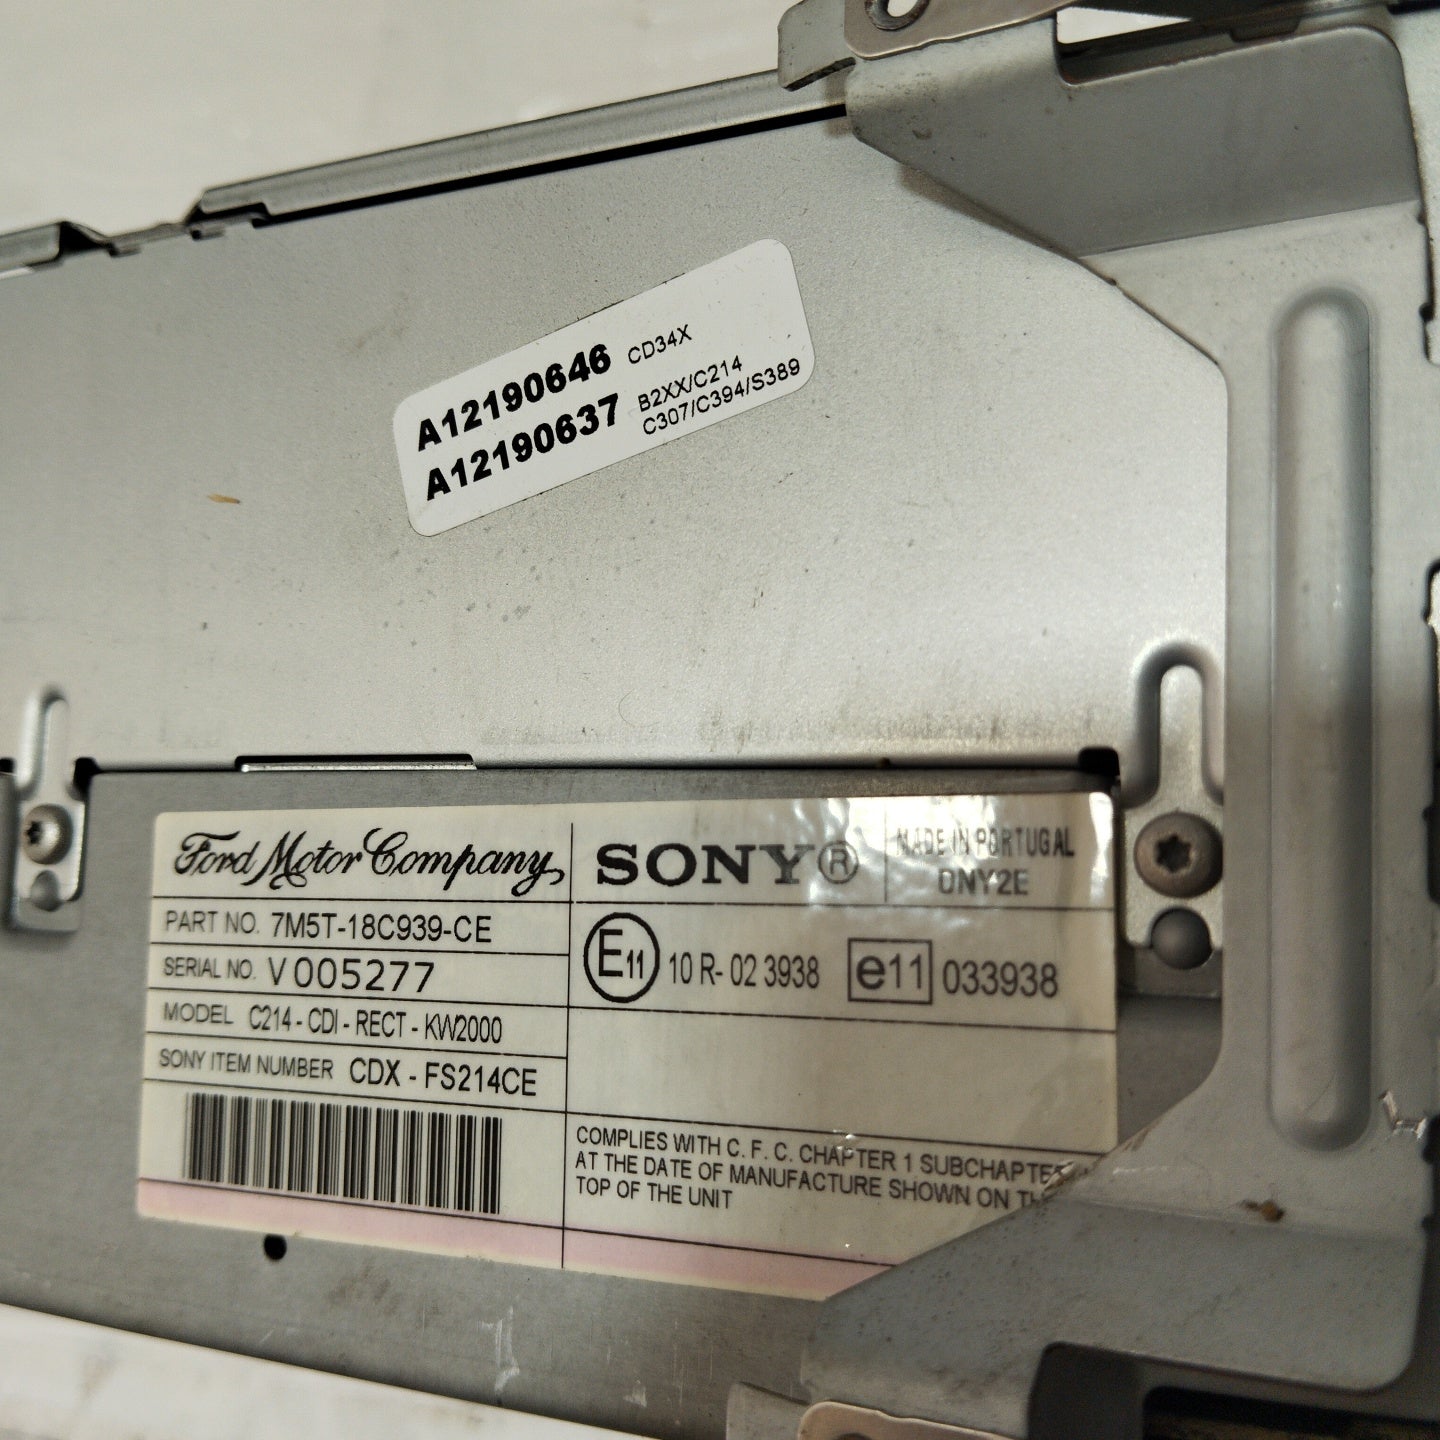 A12190646 CD34X
A12190637 B2XX/C214
C307/C394/S389
Ford Motor Company
PART NO. 7M5T-18C939-CE
SERIAL NO. V005277
MODEL C214-CDI-RECT-KW2000
SONY ITEM NUMBER CDX-FS214CE
SONY®
MADE IN PORTUGAL
DNY2E
E11 10 R-02 3938 e11 033938
COMPLIES WITH C. F. C. CHAPTER 1 SUBCHAPTER
AT THE DATE OF MANUFACTURE SHOWN ON
TOP OF THE UNIT